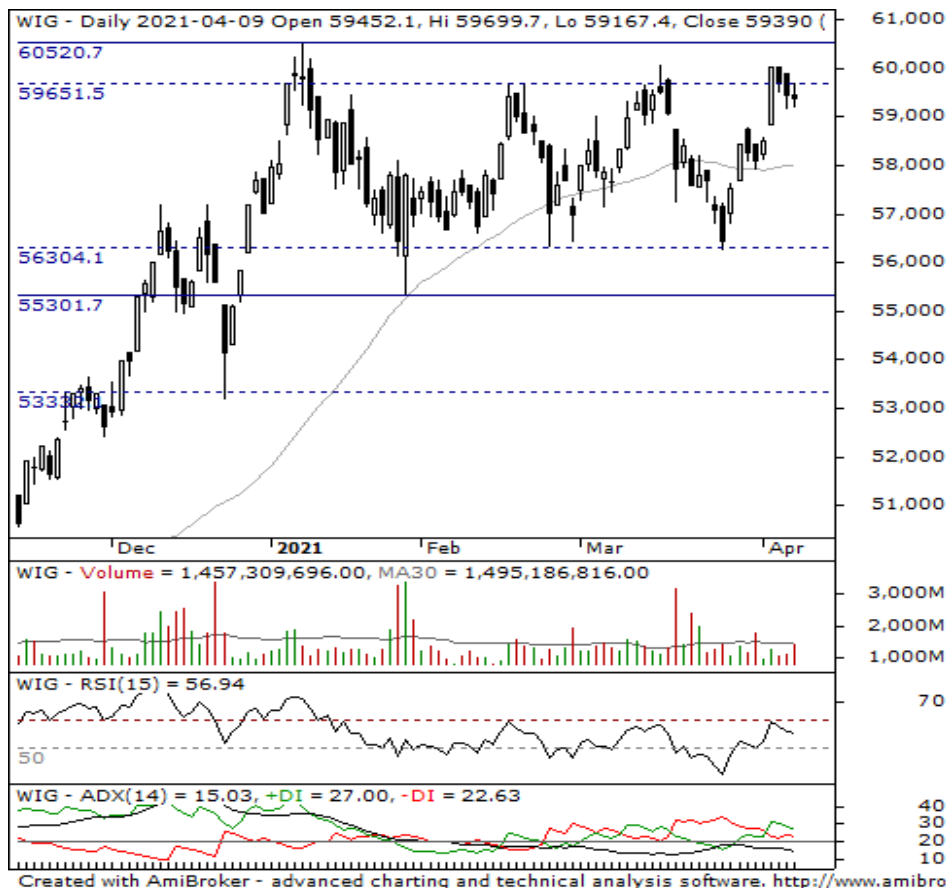 WIG - Daily 2021-04-09 Open 59452.1, Hi 59699.7, Lo 59167.4, Close 59390 (
61,000
60520.7
60,000
59651.5
59,000
58,000
57,000
56304.1
56,000
55301.7
55,000
54,000
53,000
52,000
51,000
Dec 2021 Feb Mar Apr
WIG - Volume = 1,457,309,696.00, MA30 = 1,495,186,816.00
3,000M
2,000M
1,000M
WIG - RSI(15) = 56.94
70
50
WIG - ADX(14) = 15.03, +DI = 27.00, -DI = 22.63
40
30
20
10
Created with AmiBroker - advanced charting and technical analysis software. http://www.amibro